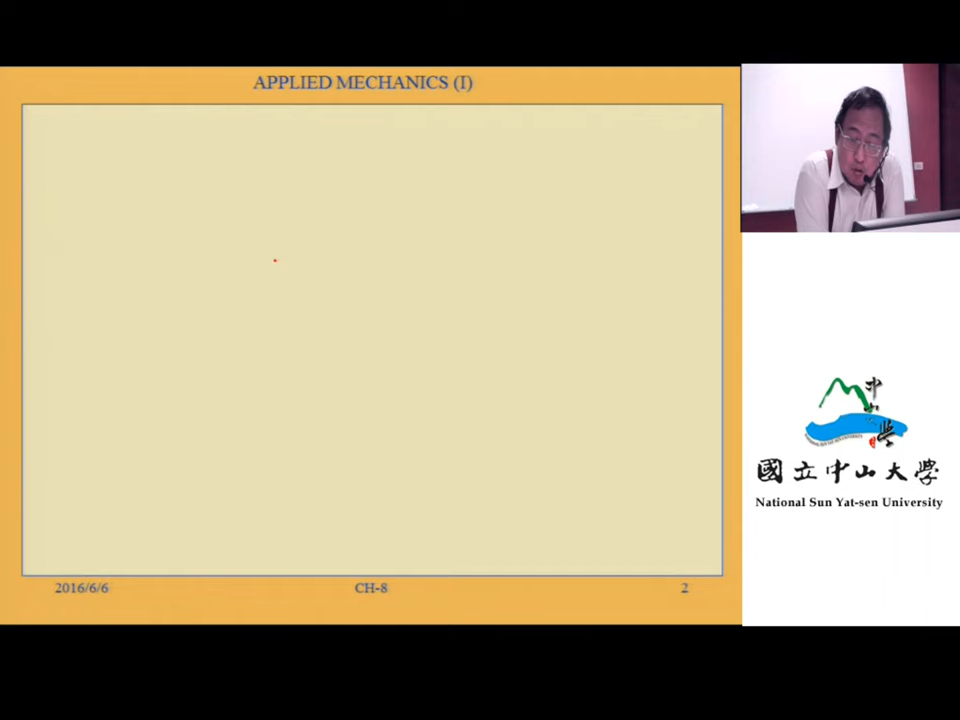 APPLIED MECHANICS (I)
2016/6/6
CH-8
2
國立中山大學
National Sun Yat-sen University